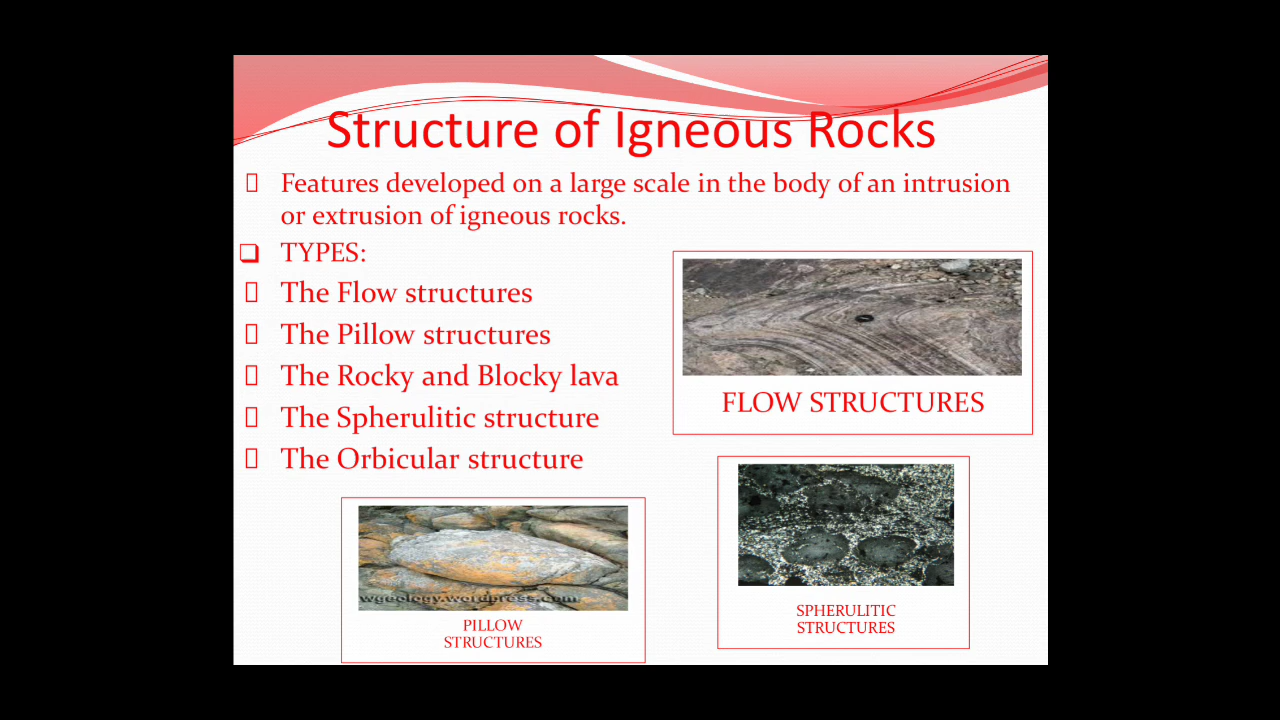 Structure of Igneous Rocks
Features developed on a large scale in the body of an intrusion
or extrusion of igneous rocks.
TYPES:
The Flow structures
The Pillow structures
The Rocky and Blocky lava
The Spherulitic structure
The Orbicular structure
FLOW STRUCTURES
wgeology.wordpress.com
PILLOW
STRUCTURES
SPHERULITIC
STRUCTURES